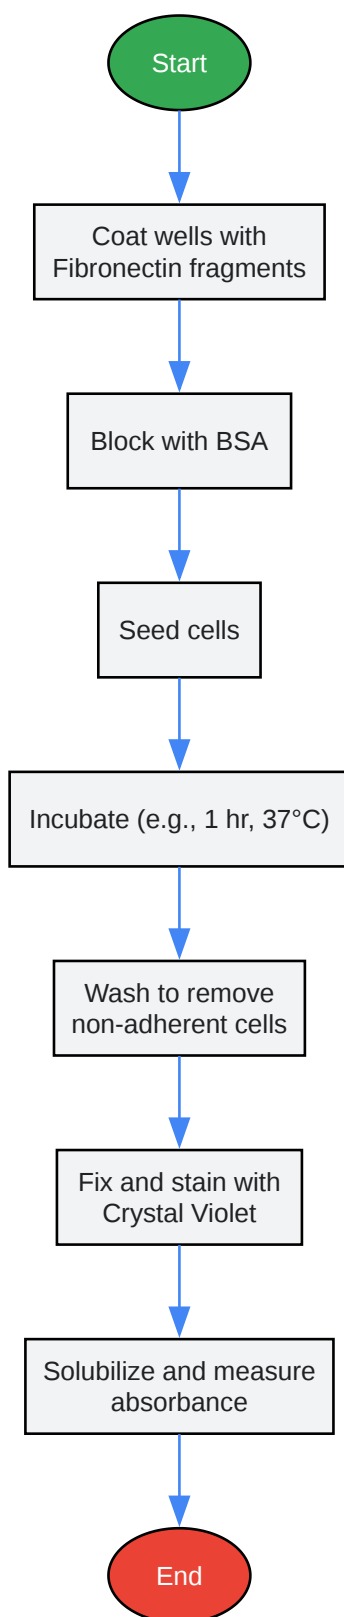 Start
Coat wells with
Fibronectin fragments
Block with BSA
Seed cells
Incubate (e.g., 1 hr, 37°C)
Wash to remove
non-adherent cells
Fix and stain with
Crystal Violet
Solubilize and measure
absorbance
End